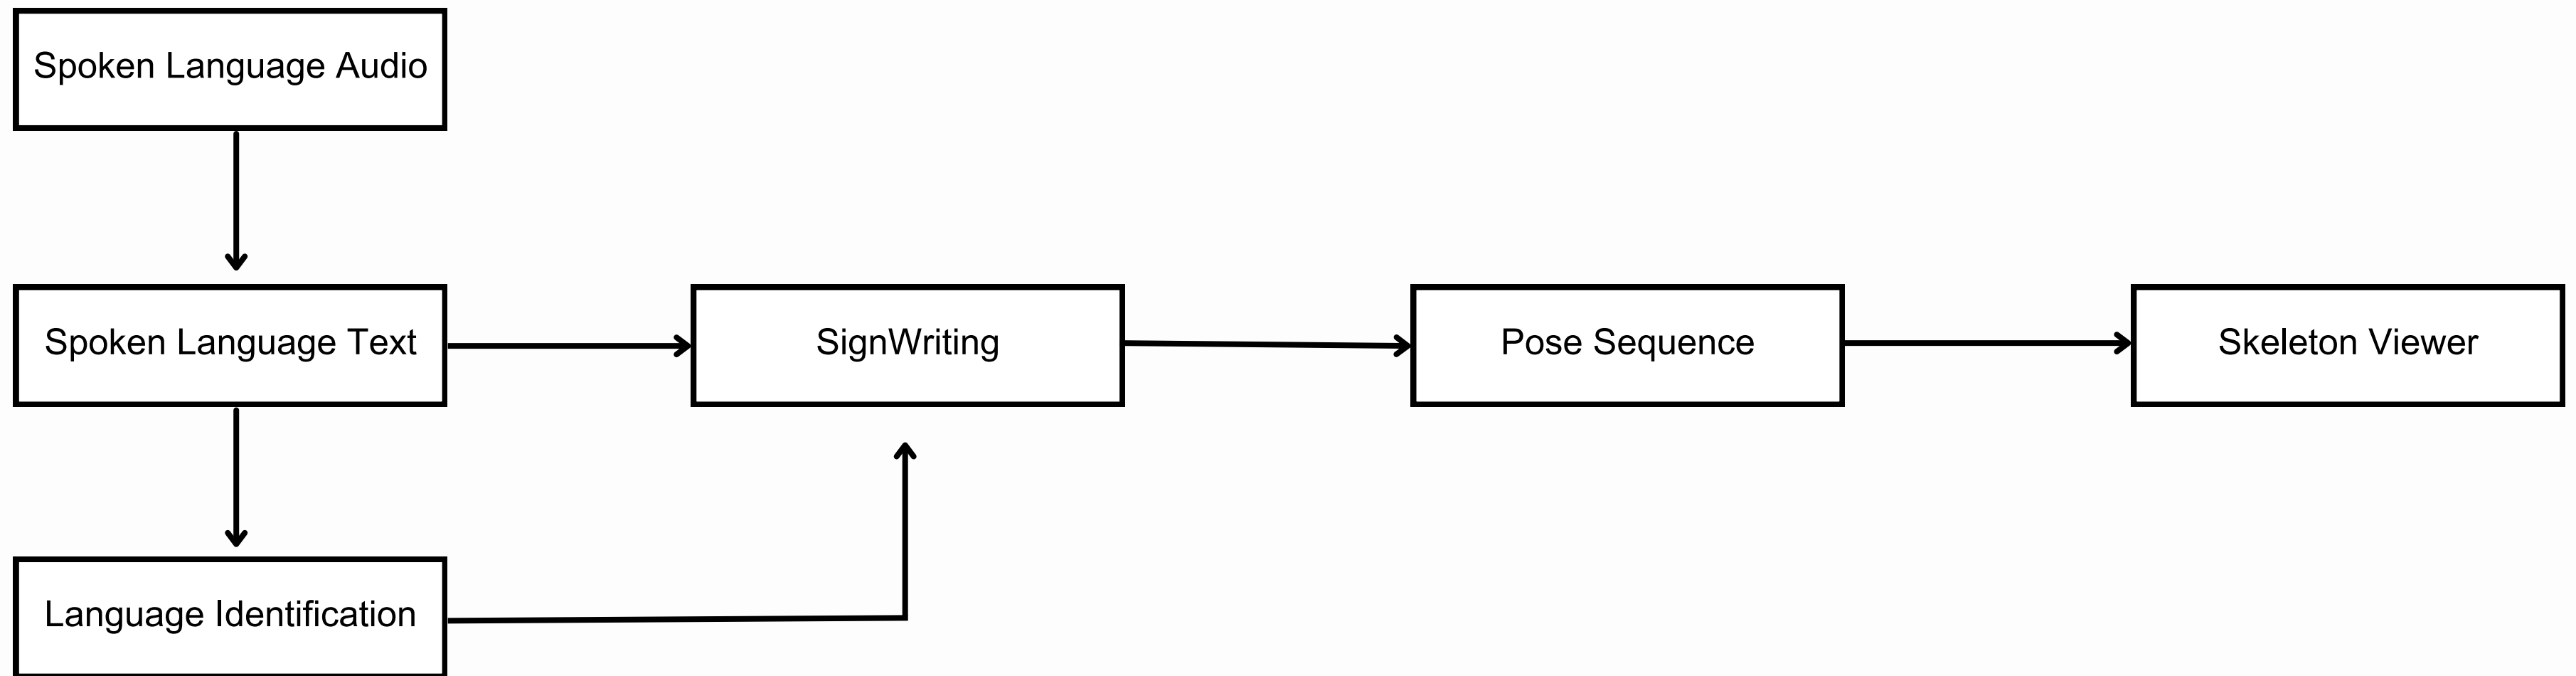 Spoken Language Audio
Spoken Language Text
SignWriting
Pose Sequence
Skeleton Viewer
Language Identification